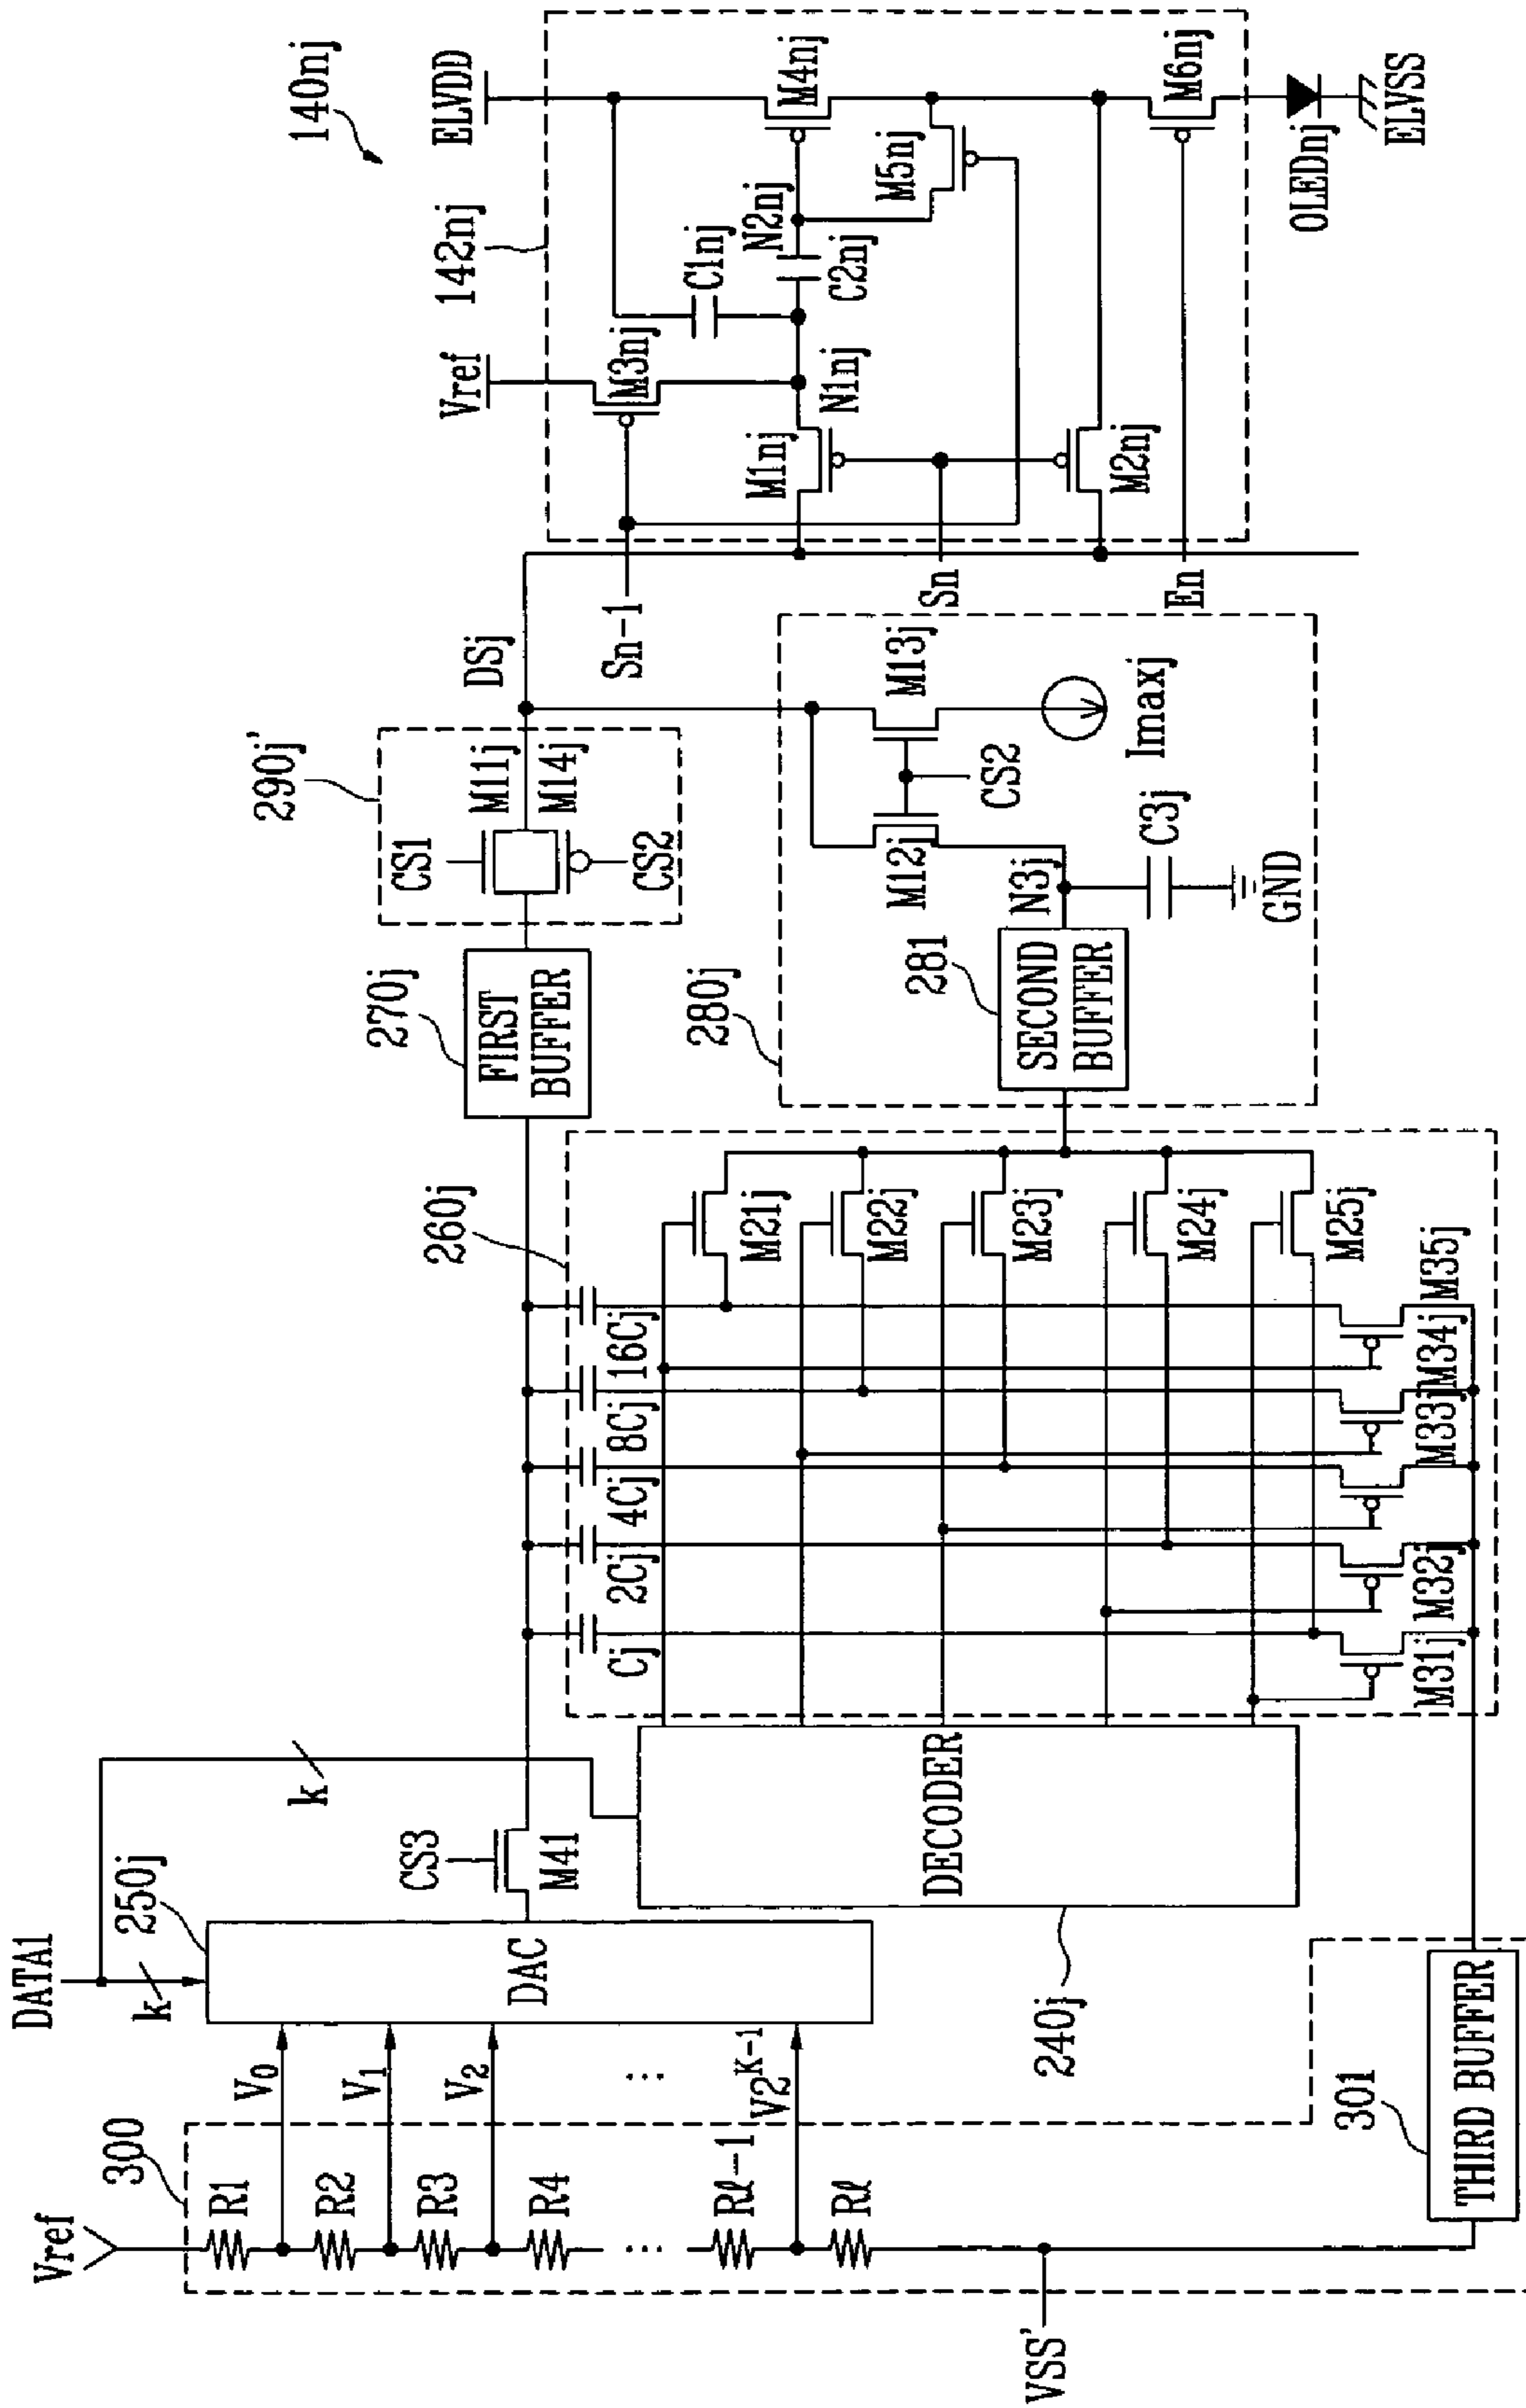 140nj
142nj
ELVDD
Vref
M3nj
C1nj
N2nj
M4nj
C2nj
M5nj
M1nj
N1nj
M2nj
M6nj
OLEDnj
ELVSS
Sn-1
Sn
En
DSj
290j'
CS1
M11j
M14j
CS2
270j
FIRST
BUFFER
280j
M12j
M13j
CS2
Imaxj
N3j
C3j
GND
281
SECOND
BUFFER
260j
Cj
2Cj
4Cj
8Cj
16Cj
M21j
M22j
M23j
M24j
M25j
M31j
M32j
M33j
M34j
M35j
DATA1
k
k
250j
DAC
CS3
M41
DECODER
240j
Vref
300
R1
R2
R3
R4
...
Rℓ-1
Rℓ
V0
V1
V2
...
V2K-1
VSS'
301
THIRD BUFFER